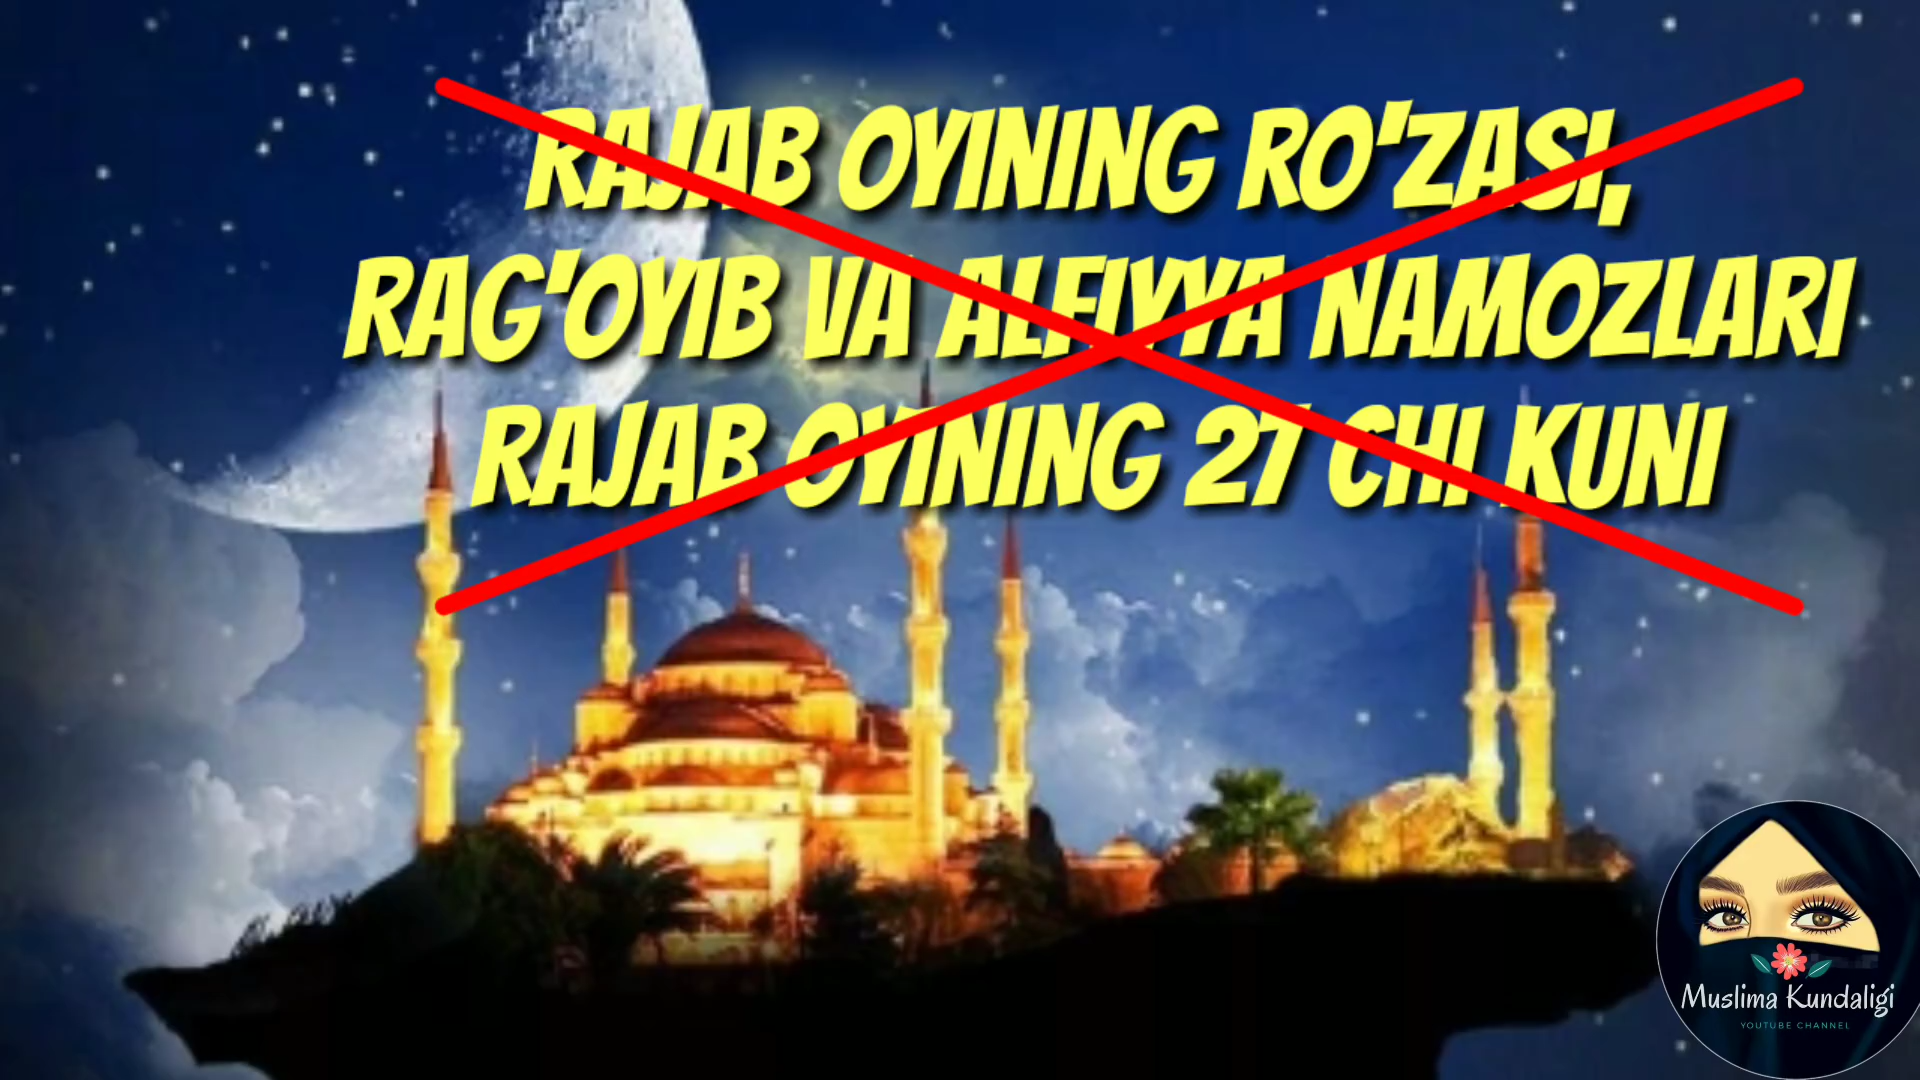 RAJAB OYINING RO'ZASI,
RAG'OYIB VA ALFIYYA NAMOZLARI
RAJAB OYINING 27 CHI KUNI
Muslima Kundaligi
YOUTUBE CHANNEL